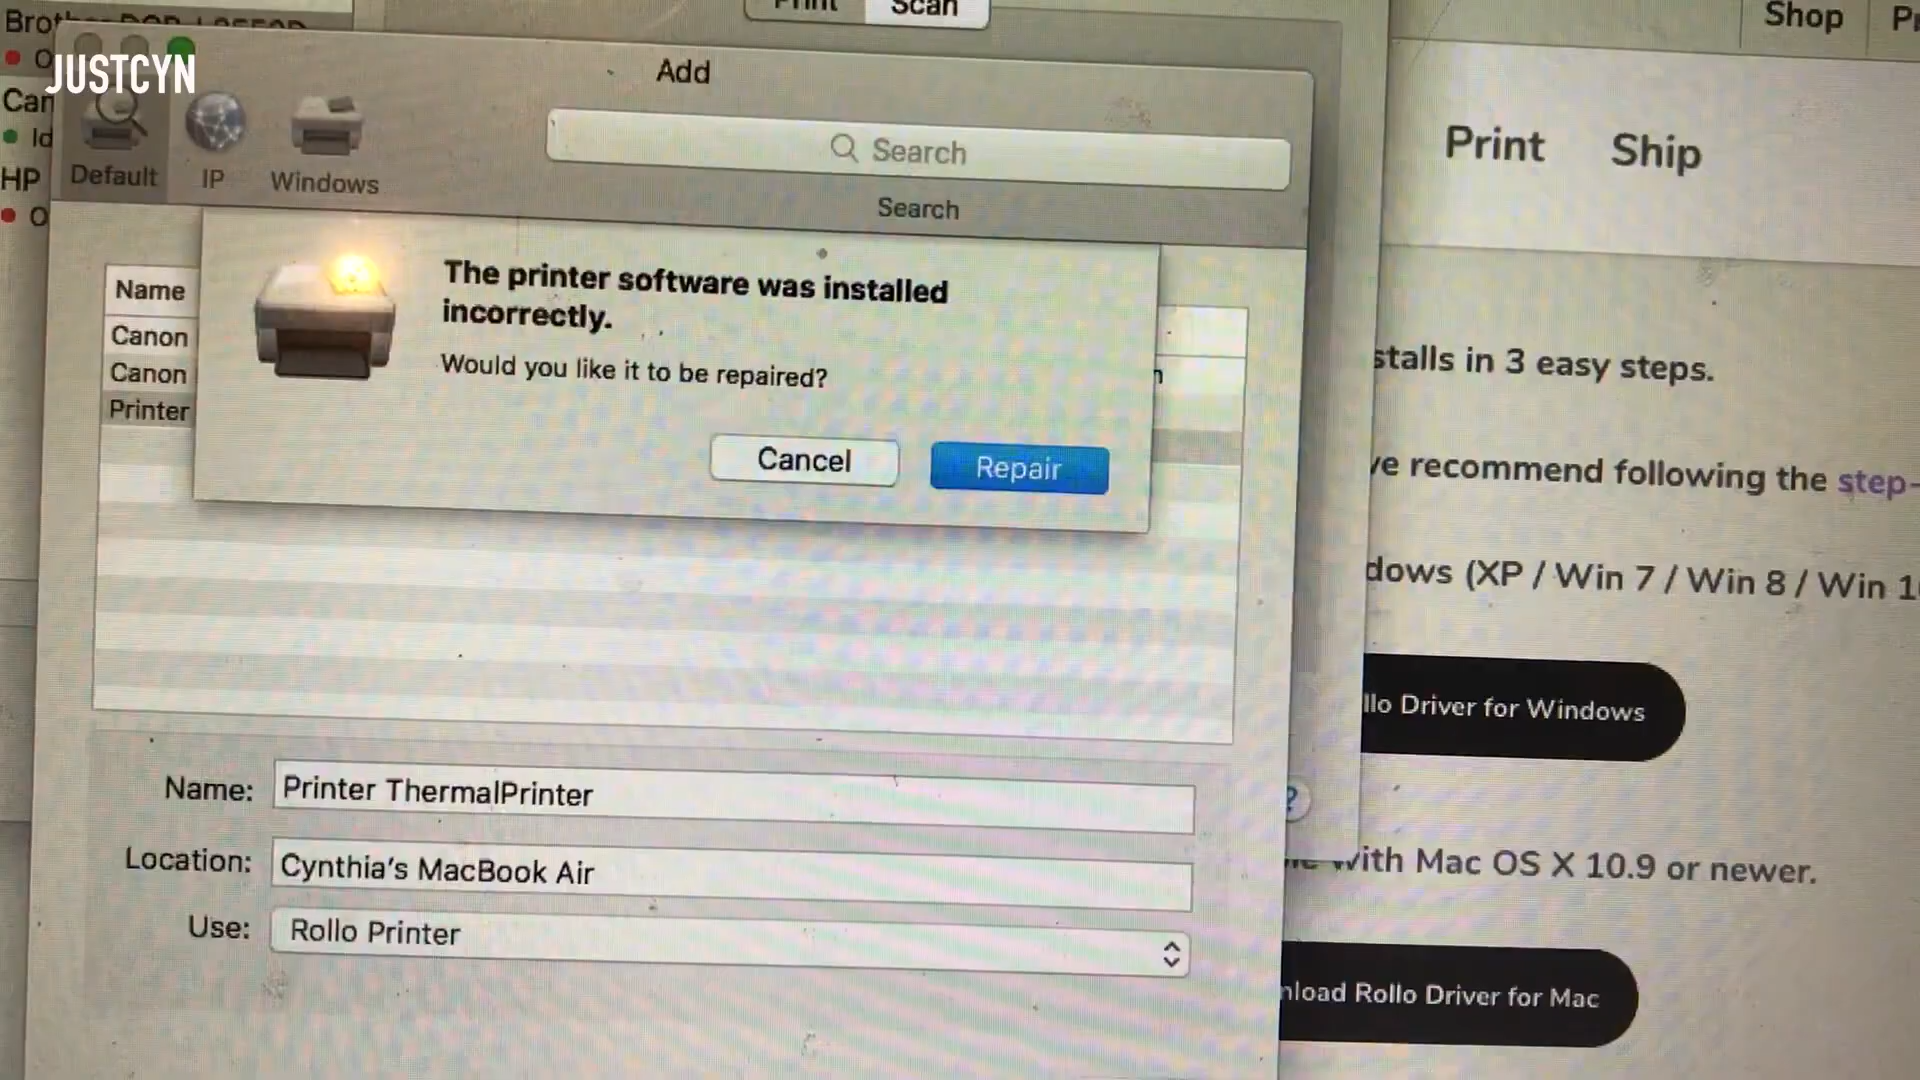 Print
Scan
Shop
JUSTCYN
Add
Default
IP
Windows
Search
Search
HP
Print
Ship
Name
Canon
Canon
Printer
The printer software was installed
incorrectly.
Would you like it to be repaired?
Cancel
Repair
Name:
Printer ThermalPrinter
Location:
Cynthia's MacBook Air
Use:
Rollo Printer
stalls in 3 easy steps.
recommend following the step-
dows (XP / Win 7 / Win 8 / Win
llo Driver for Windows
?
with Mac OS X 10.9 or newer.
nload Rollo Driver for Mac